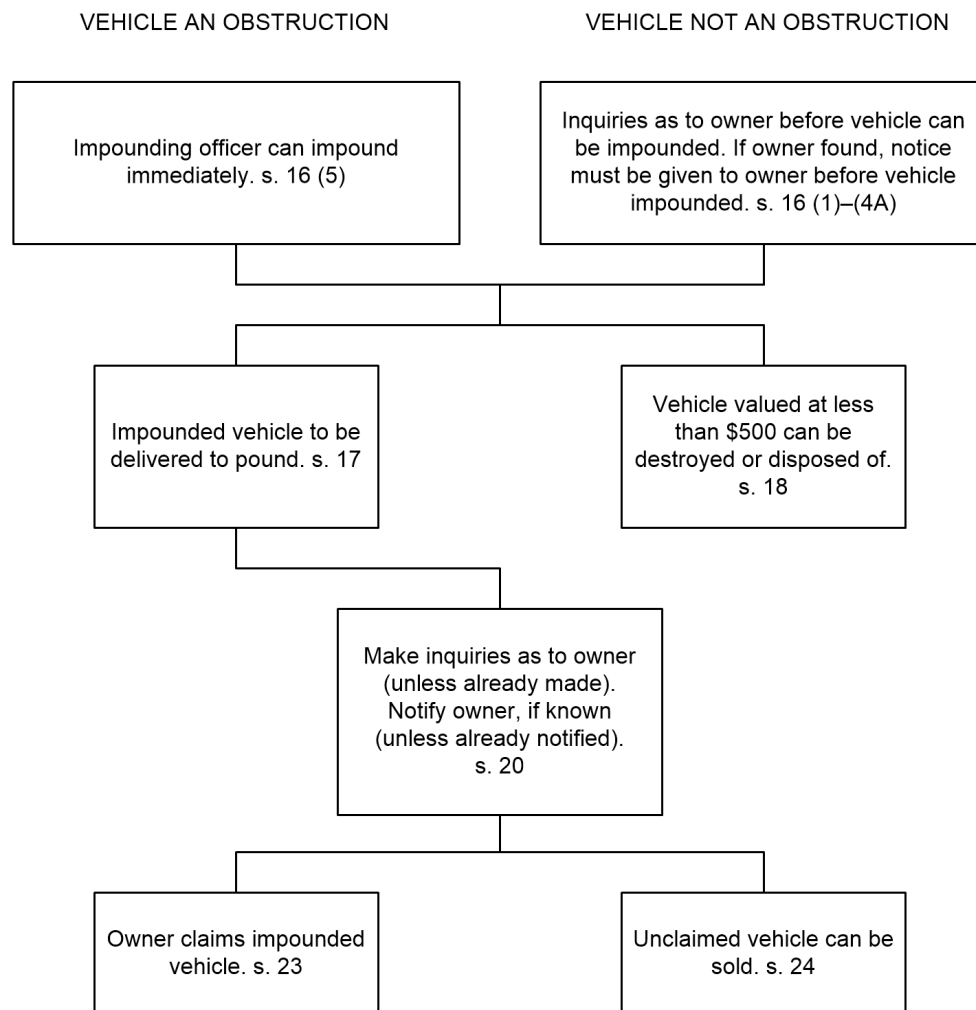 VEHICLE AN OBSTRUCTION
VEHICLE NOT AN OBSTRUCTION
Impounding officer can impound
immediately. s. 16 (5)
Inquiries as to owner before vehicle can
be impounded. If owner found, notice
must be given to owner before vehicle
impounded. s. 16 (1)–(4A)
Impounded vehicle to be
delivered to pound. s. 17
Vehicle valued at less
than $500 can be
destroyed or disposed of.
s. 18
Make inquiries as to owner
(unless already made).
Notify owner, if known
(unless already notified).
s. 20
Owner claims impounded
vehicle. s. 23
Unclaimed vehicle can be
sold. s. 24